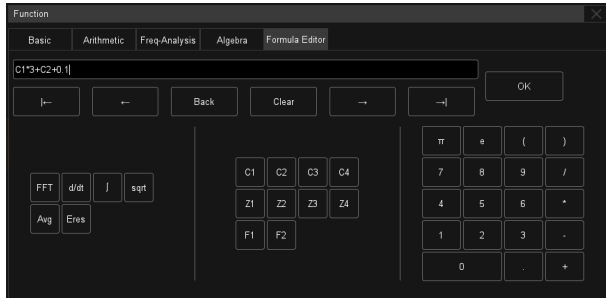 Function
Basic Arithmetic Freq-Analysis Algebra Formula Editor
C1*3+C2+0.1
OK
|← ← Back Clear → →|
π e ( )
C1 C2 C3 C4 7 8 9 /
FFT d/dt ∫ sqrt
Z1 Z2 Z3 Z4 4 5 6 *
Avg Eres
F1 F2 1 2 3 -
0 . +